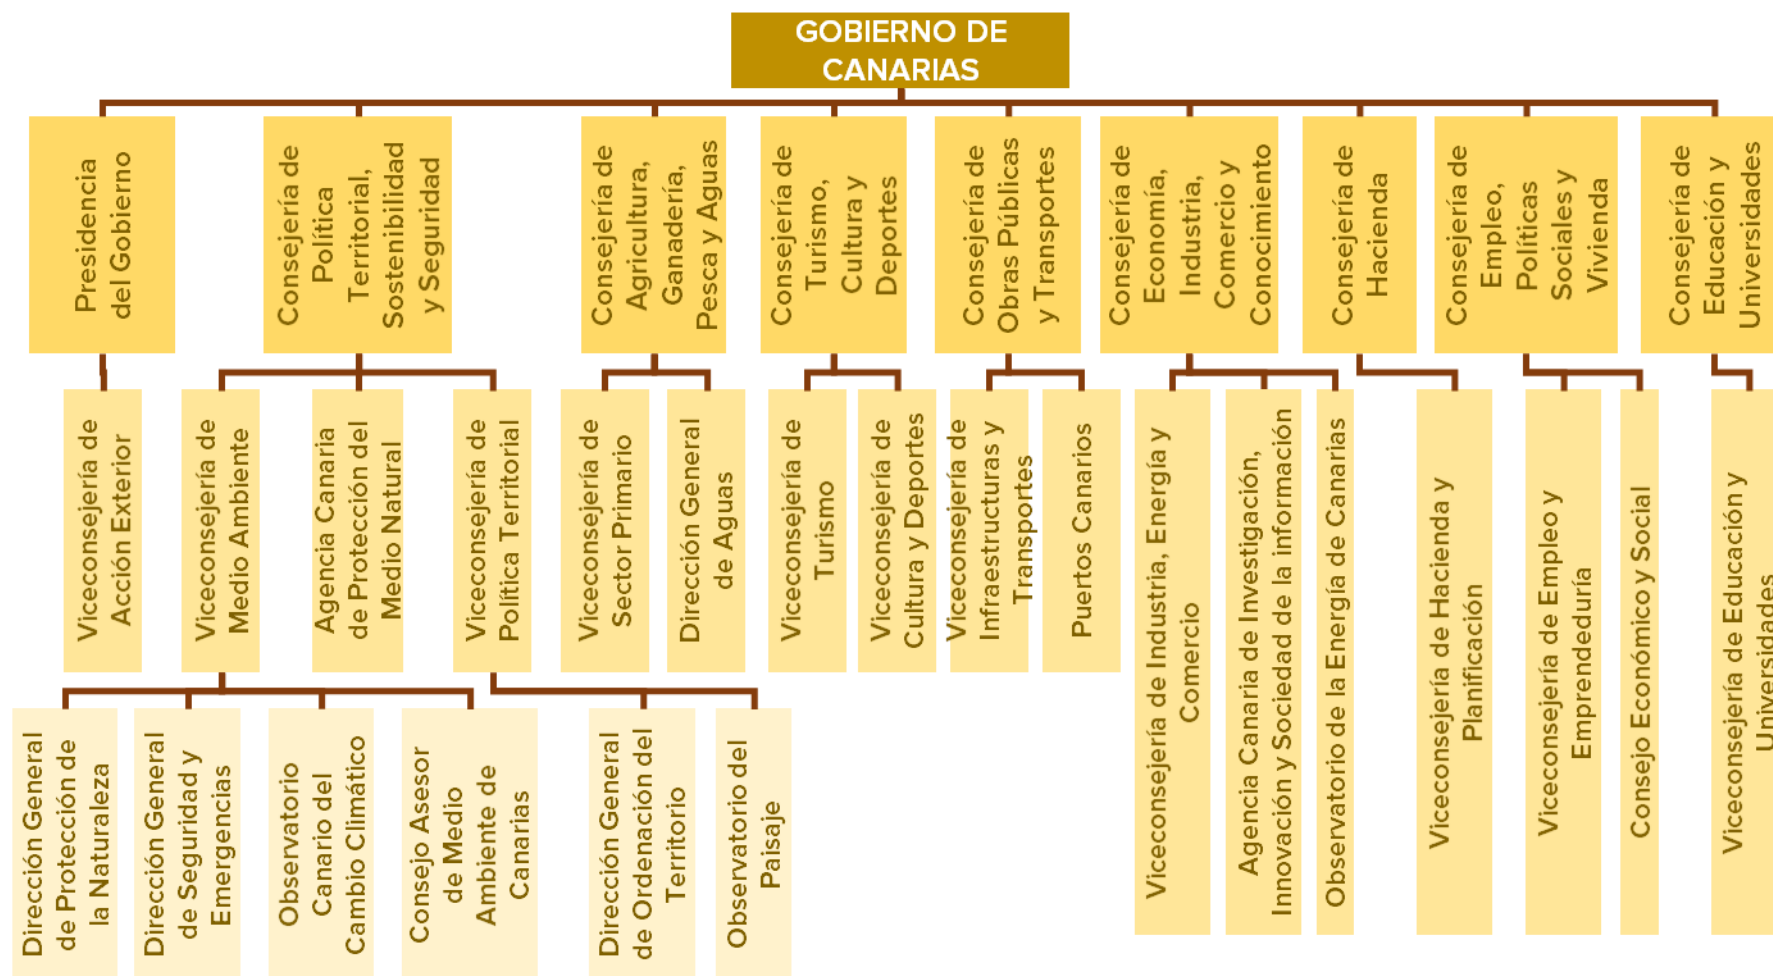 GOBIERNO DE
CANARIAS
Presidencia
del Gobierno
Consejería de
Política
Territorial,
Sostenibilidad
y Seguridad
Consejería de
Agricultura,
Ganadería,
Pesca y Aguas
Consejería de
Turismo,
Cultura y
Deportes
Consejería de
Obras Públicas
y Transportes
Consejería de
Economía,
Industria,
Comercio y
Conocimiento
Consejería de
Hacienda
Consejería de
Empleo,
Políticas
Sociales y
Vivienda
Consejería de
Educación y
Universidades
Viceconsejería de
Acción Exterior
Viceconsejería de
Medio Ambiente
Agencia Canaria
de Protección del
Medio Natural
Viceconsejería de
Política Territorial
Viceconsejería de
Sector Primario
Dirección General
de Aguas
Viceconsejería de
Turismo
Viceconsejería de
Cultura y Deportes
Viceconsejería de
Infraestructuras y
Transportes
Puertos Canarios
Viceconsejería de Industria, Energía y
Comercio
Agencia Canaria de Investigación,
Innovación y Sociedad de la información
Observatorio de la Energía de Canarias
Viceconsejería de Hacienda y
Planificación
Viceconsejería de Empleo y
Emprendeduría
Consejo Económico y Social
Viceconsejería de Educación y
Universidades
Dirección General
de Protección de
la Naturaleza
Dirección General
de Seguridad y
Emergencias
Observatorio
Canario del
Cambio Climático
Consejo Asesor
de Medio
Ambiente de
Canarias
Dirección General
de Ordenación del
Territorio
Observatorio del
Paisaje